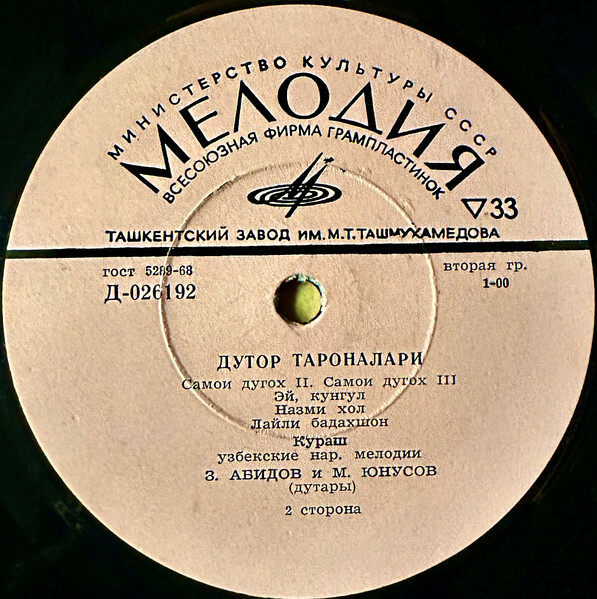 МИНИСТЕРСТВО КУЛЬТУРЫ СССР
МЕЛОДИЯ
ВСЕСОЮЗНАЯ ФИРМА ГРАМПЛАСТИНОК
▽33
ТАШКЕНТСКИЙ ЗАВОД ИМ. М.Т. ТАШМУХАМЕДОВА
гост 5289-68
Д-026192
вторая гр.
1-00
ДУТОР ТАРОНАЛАРИ
Самои дугох II. Самои дугох III
Эй, кунгул
Назми хол
Лайли бадахшон
Кураш
узбекские нар. мелодии
З. АБИДОВ и М. ЮНУСОВ
(дутары)
2 сторона